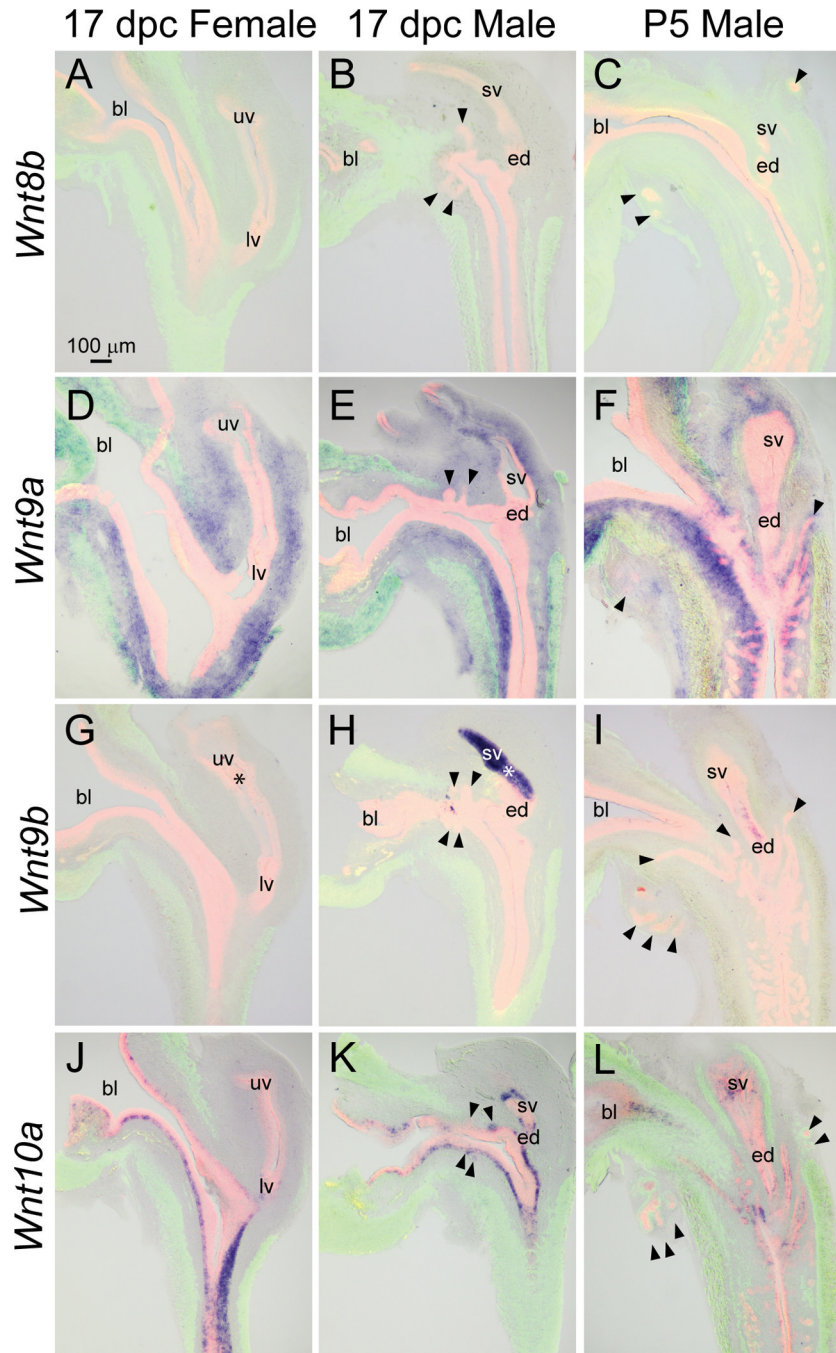 17 dpc Female 17 dpc Male P5 Male
Wnt8b
A bl uv lv 100 μm
B sv bl ed
C bl sv ed
Wnt9a
D bl uv lv
E sv ed bl
F sv bl ed
Wnt9b
G uv * bl lv
H sv * bl ed
I sv bl ed
Wnt10a
J bl uv lv
K sv ed
L sv bl ed